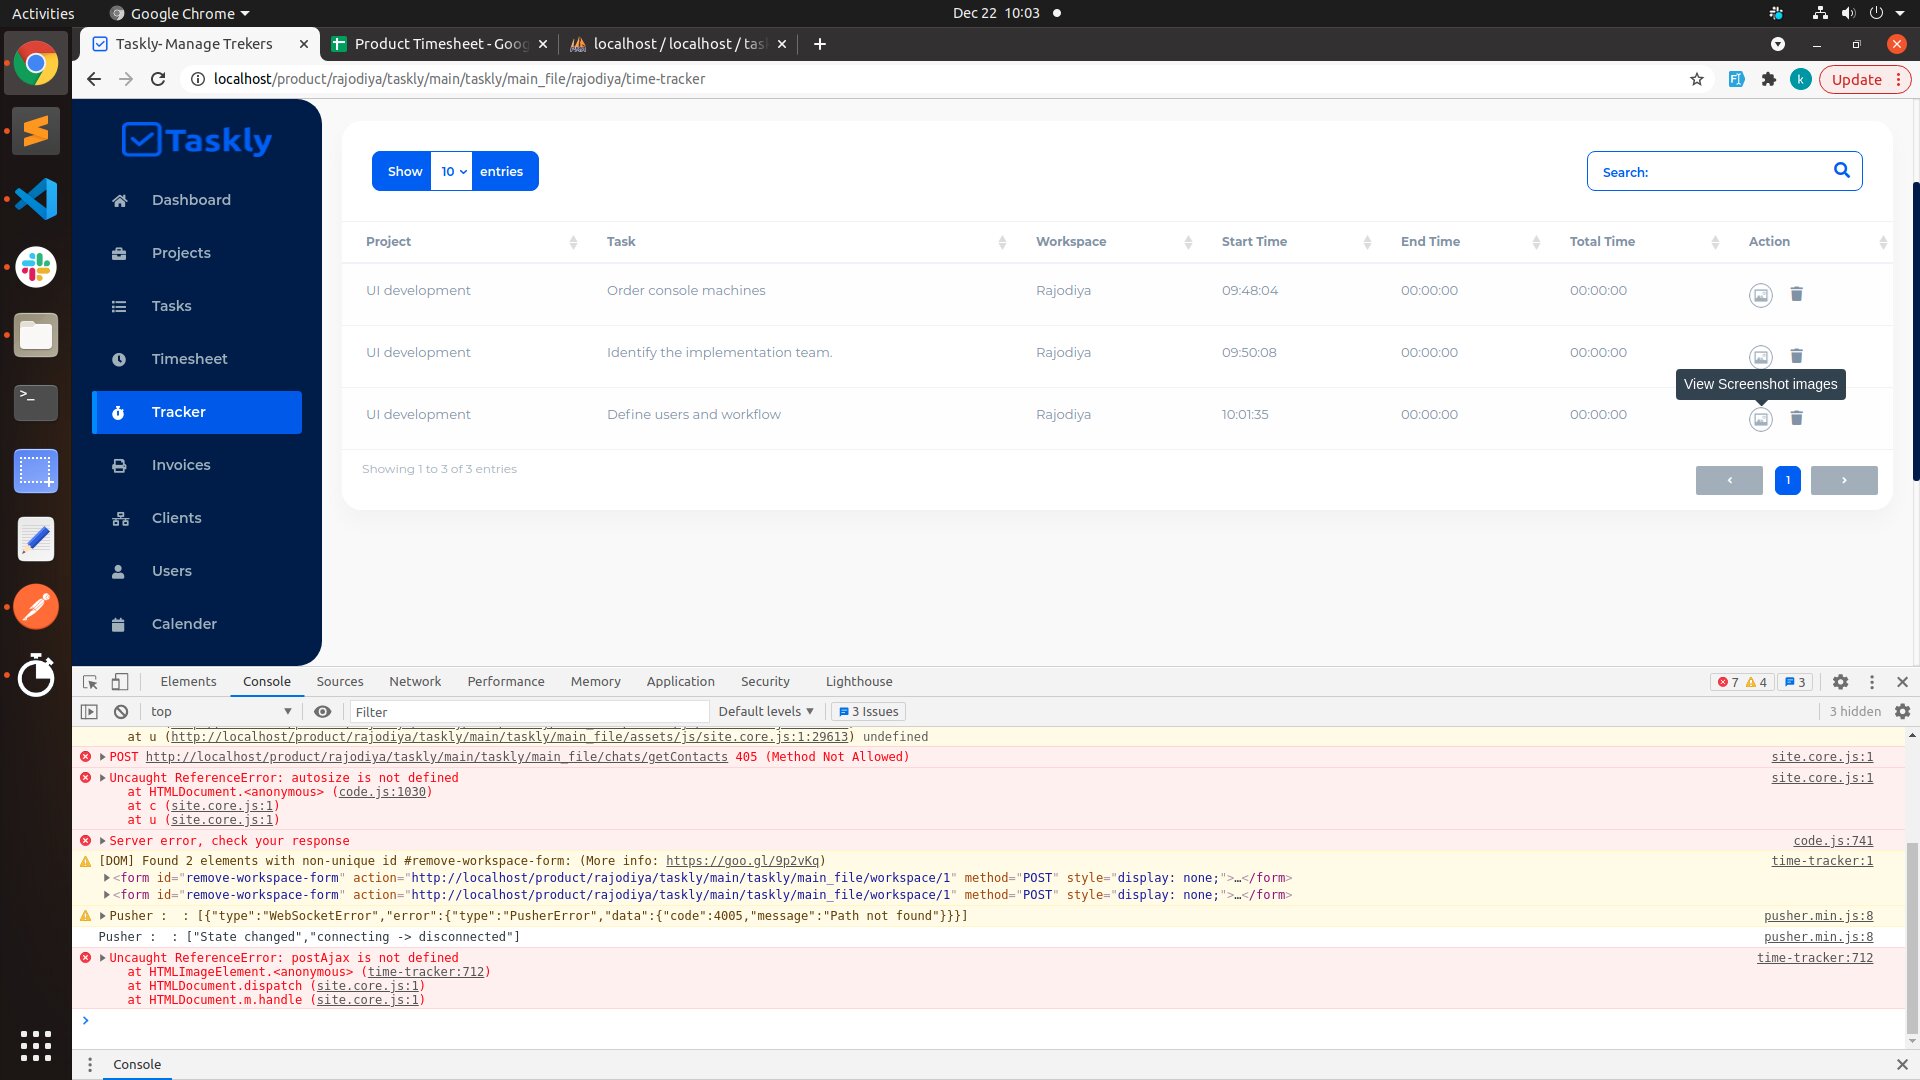 Activities
Google Chrome
Dec 22 10:03
Taskly- Manage Trekers
Product Timesheet - Goog
localhost / localhost / tas
localhost/product/rajodiya/taskly/main/taskly/main_file/rajodiya/time-tracker
k
Update
Taskly
Dashboard
Projects
Tasks
Timesheet
Tracker
Invoices
Clients
Users
Calender
Show 10 entries
Search:
Project Task Workspace Start Time End Time Total Time Action
UI development Order console machines Rajodiya 09:48:04 00:00:00 00:00:00
UI development Identify the implementation team. Rajodiya 09:50:08 00:00:00 00:00:00
View Screenshot images
UI development Define users and workflow Rajodiya 10:01:35 00:00:00 00:00:00
Showing 1 to 3 of 3 entries
‹ 1 ›
Elements Console Sources Network Performance Memory Application Security Lighthouse 7 4 3
top Filter Default levels 3 Issues 3 hidden
at u (http://localhost/product/rajodiya/taskly/main/taskly/main_file/assets/js/site.core.js:1:29613) undefined
POST http://localhost/product/rajodiya/taskly/main/taskly/main_file/chats/getContacts 405 (Method Not Allowed) site.core.js:1
Uncaught ReferenceError: autosize is not defined site.core.js:1
at HTMLDocument.<anonymous> (code.js:1030)
at c (site.core.js:1)
at u (site.core.js:1)
Server error, check your response code.js:741
[DOM] Found 2 elements with non-unique id #remove-workspace-form: (More info: https://goo.gl/9p2vKq) time-tracker:1
<form id="remove-workspace-form" action="http://localhost/product/rajodiya/taskly/main/taskly/main_file/workspace/1" method="POST" style="display: none;">…</form>
<form id="remove-workspace-form" action="http://localhost/product/rajodiya/taskly/main/taskly/main_file/workspace/1" method="POST" style="display: none;">…</form>
Pusher :  : [{"type":"WebSocketError","error":{"type":"PusherError","data":{"code":4005,"message":"Path not found"}}}] pusher.min.js:8
Pusher :  : ["State changed","connecting -> disconnected"] pusher.min.js:8
Uncaught ReferenceError: postAjax is not defined time-tracker:712
at HTMLImageElement.<anonymous> (time-tracker:712)
at HTMLDocument.dispatch (site.core.js:1)
at HTMLDocument.m.handle (site.core.js:1)
Console